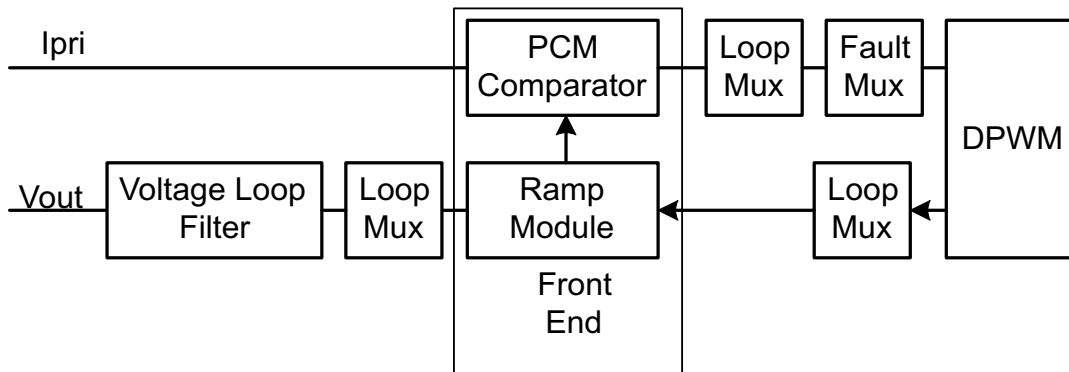 Ipri
PCM
Comparator
Loop
Mux
Fault
Mux
DPWM
Vout
Voltage Loop
Filter
Loop
Mux
Ramp
Module
Loop
Mux
Front
End